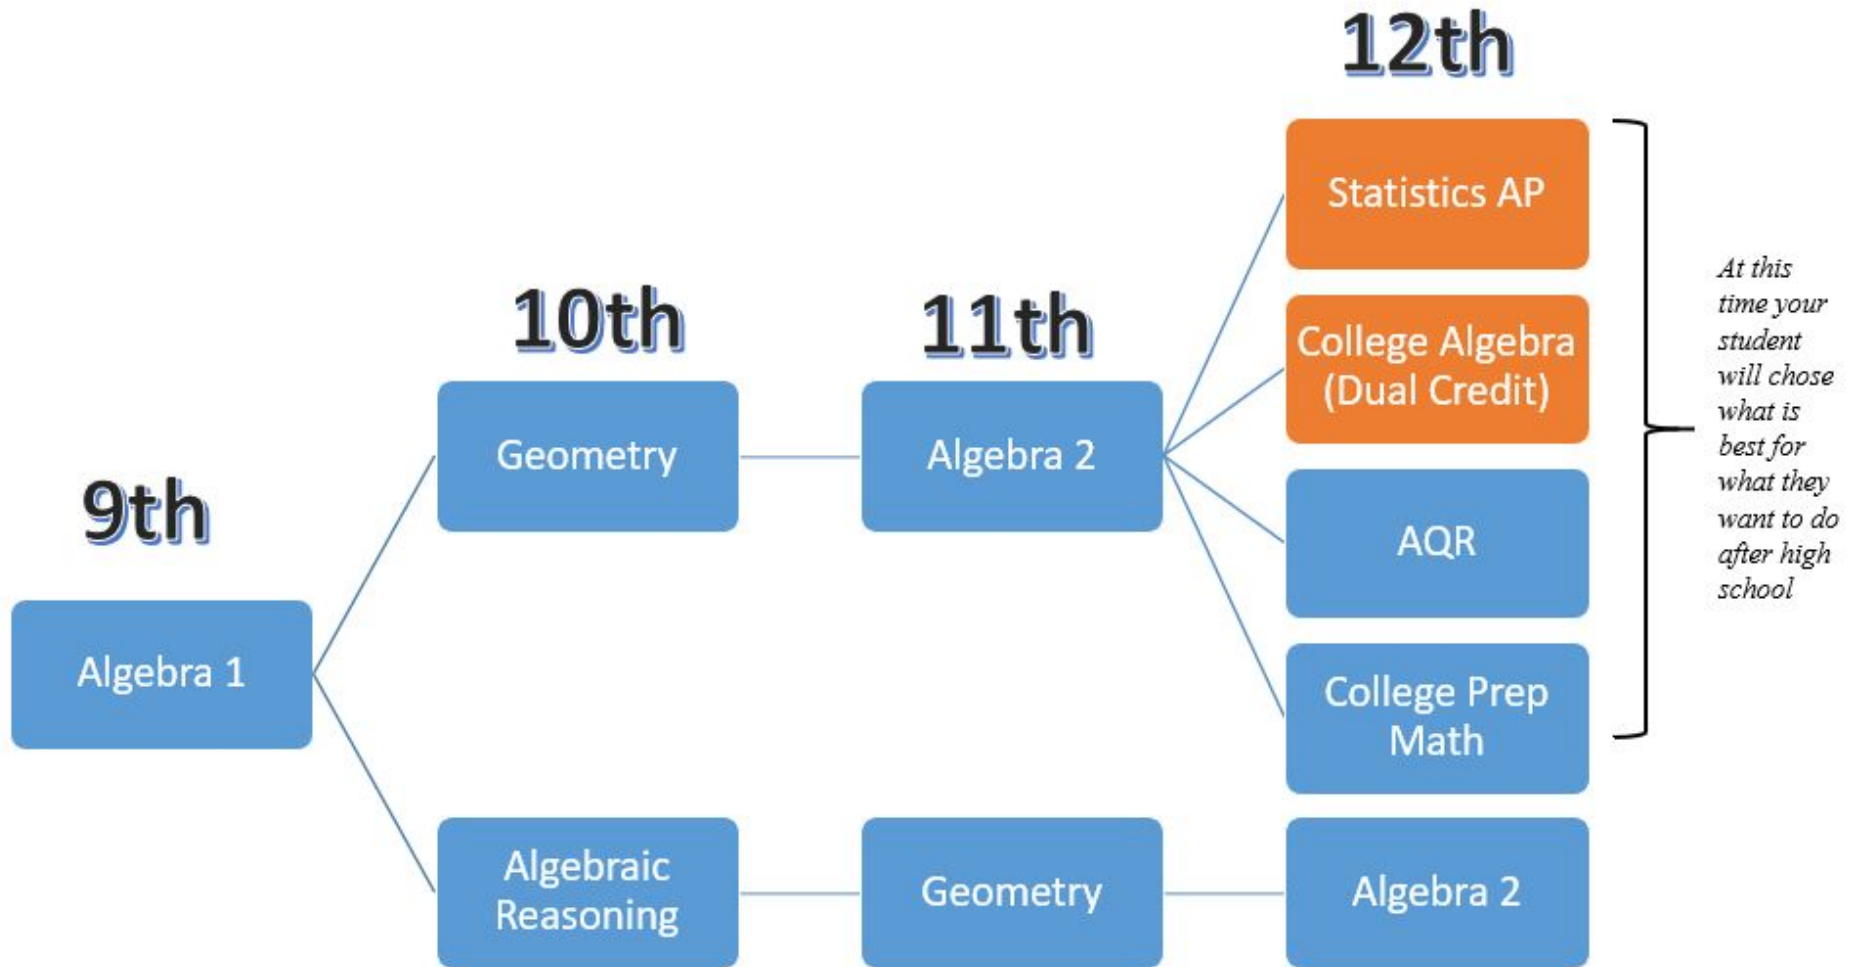 12th
10th
11th
9th
Statistics AP
College Algebra
(Dual Credit)
AQR
College Prep
Math
Geometry
Algebra 2
Algebra 1
Algebraic
Reasoning
Geometry
Algebra 2
At this
time your
student
will chose
what is
best for
what they
want to do
after high
school